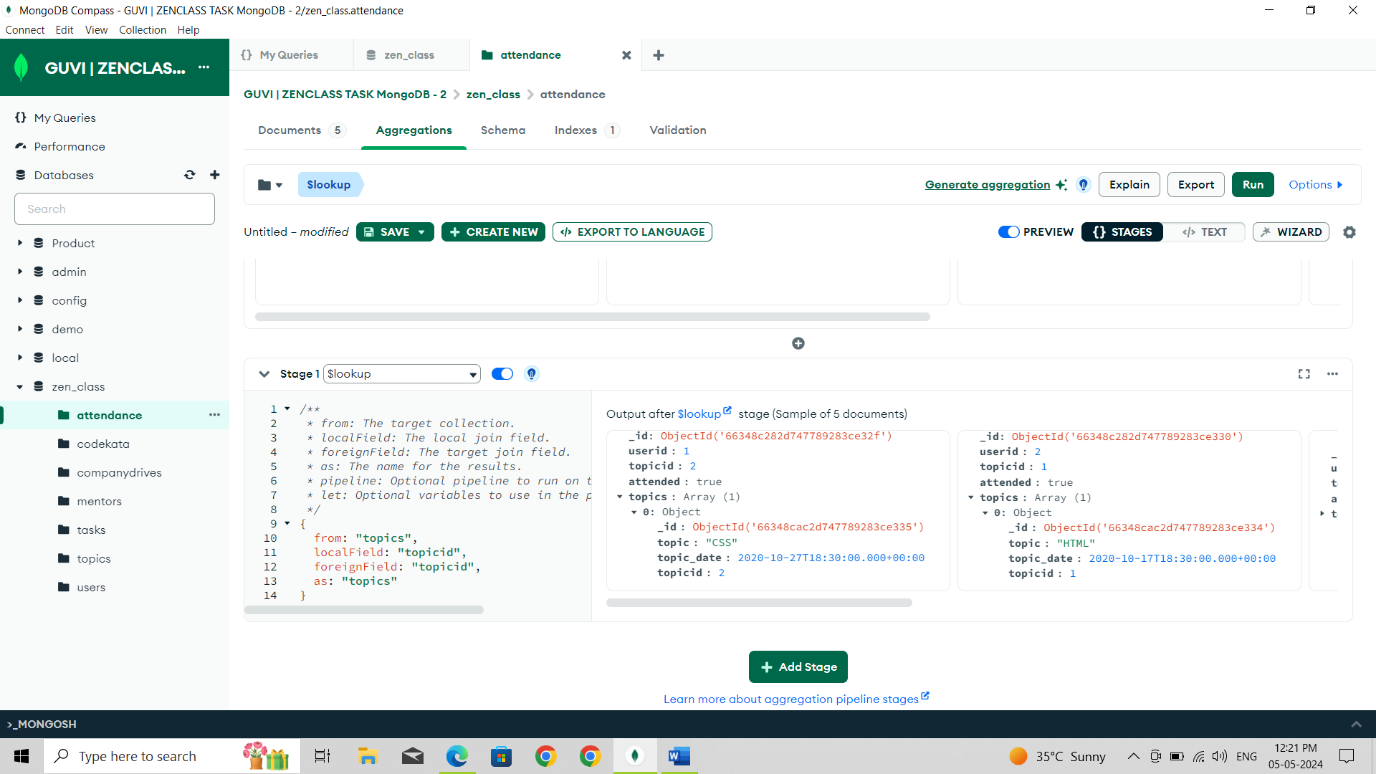 MongoDB Compass - GUVI | ZENCLASS TASK MongoDB - 2/zen_class.attendance
Connect Edit View Collection Help
GUVI | ZENCLAS...
My Queries
Performance
Databases
Search
Product
admin
config
demo
local
zen_class
attendance
codekata
companydrives
mentors
tasks
topics
users
{} My Queries
zen_class
attendance
GUVI | ZENCLASS TASK MongoDB - 2 > zen_class > attendance
Documents 5 Aggregations Schema Indexes 1 Validation
$lookup
Generate aggregation Explain Export Run Options
Untitled – modified SAVE + CREATE NEW </> EXPORT TO LANGUAGE PREVIEW {} STAGES </> TEXT WIZARD
Stage 1 $lookup
1 /**
2 * from: The target collection.
3 * localField: The local join field.
4 * foreignField: The target join field.
5 * as: The name for the results.
6 * pipeline: Optional pipeline to run on t
7 * let: Optional variables to use in the p
8 */
9 {
10 from: "topics",
11 localField: "topicid",
12 foreignField: "topicid",
13 as: "topics"
14 }
Output after $lookup stage (Sample of 5 documents)
_id: ObjectId('66348c282d747789283ce32f')
userid : 1
topicid : 2
attended : true
topics : Array (1)
0: Object
_id : ObjectId('66348cac2d747789283ce335')
topic : "CSS"
topic_date : 2020-10-27T18:30:00.000+00:00
topicid : 2
_id: ObjectId('66348c282d747789283ce330')
userid : 2
topicid : 1
attended : true
topics : Array (1)
0: Object
_id : ObjectId('66348cac2d747789283ce334')
topic : "HTML"
topic_date : 2020-10-17T18:30:00.000+00:00
topicid : 1
_
u
t
a
t
+ Add Stage
Learn more about aggregation pipeline stages
>_MONGOSH
Type here to search
35°C Sunny
ENG
12:21 PM
05-05-2024